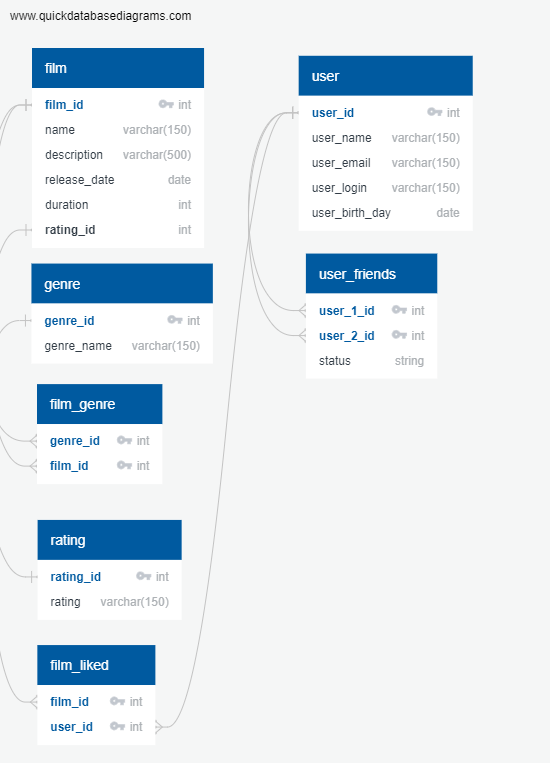 www.quickdatabasediagrams.com
film
film_id int
name varchar(150)
description varchar(500)
release_date date
duration int
rating_id int
genre
genre_id int
genre_name varchar(150)
film_genre
genre_id int
film_id int
rating
rating_id int
rating varchar(150)
film_liked
film_id int
user_id int
user
user_id int
user_name varchar(150)
user_email varchar(150)
user_login varchar(150)
user_birth_day date
user_friends
user_1_id int
user_2_id int
status string